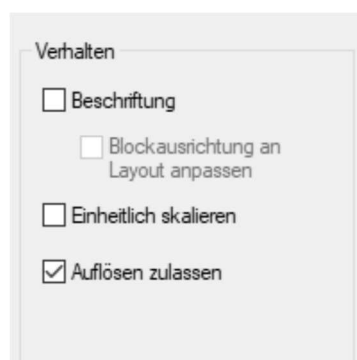 Verhalten
Beschriftung
Blockausrichtung an
Layout anpassen
Einheitlich skalieren
Auflösen zulassen